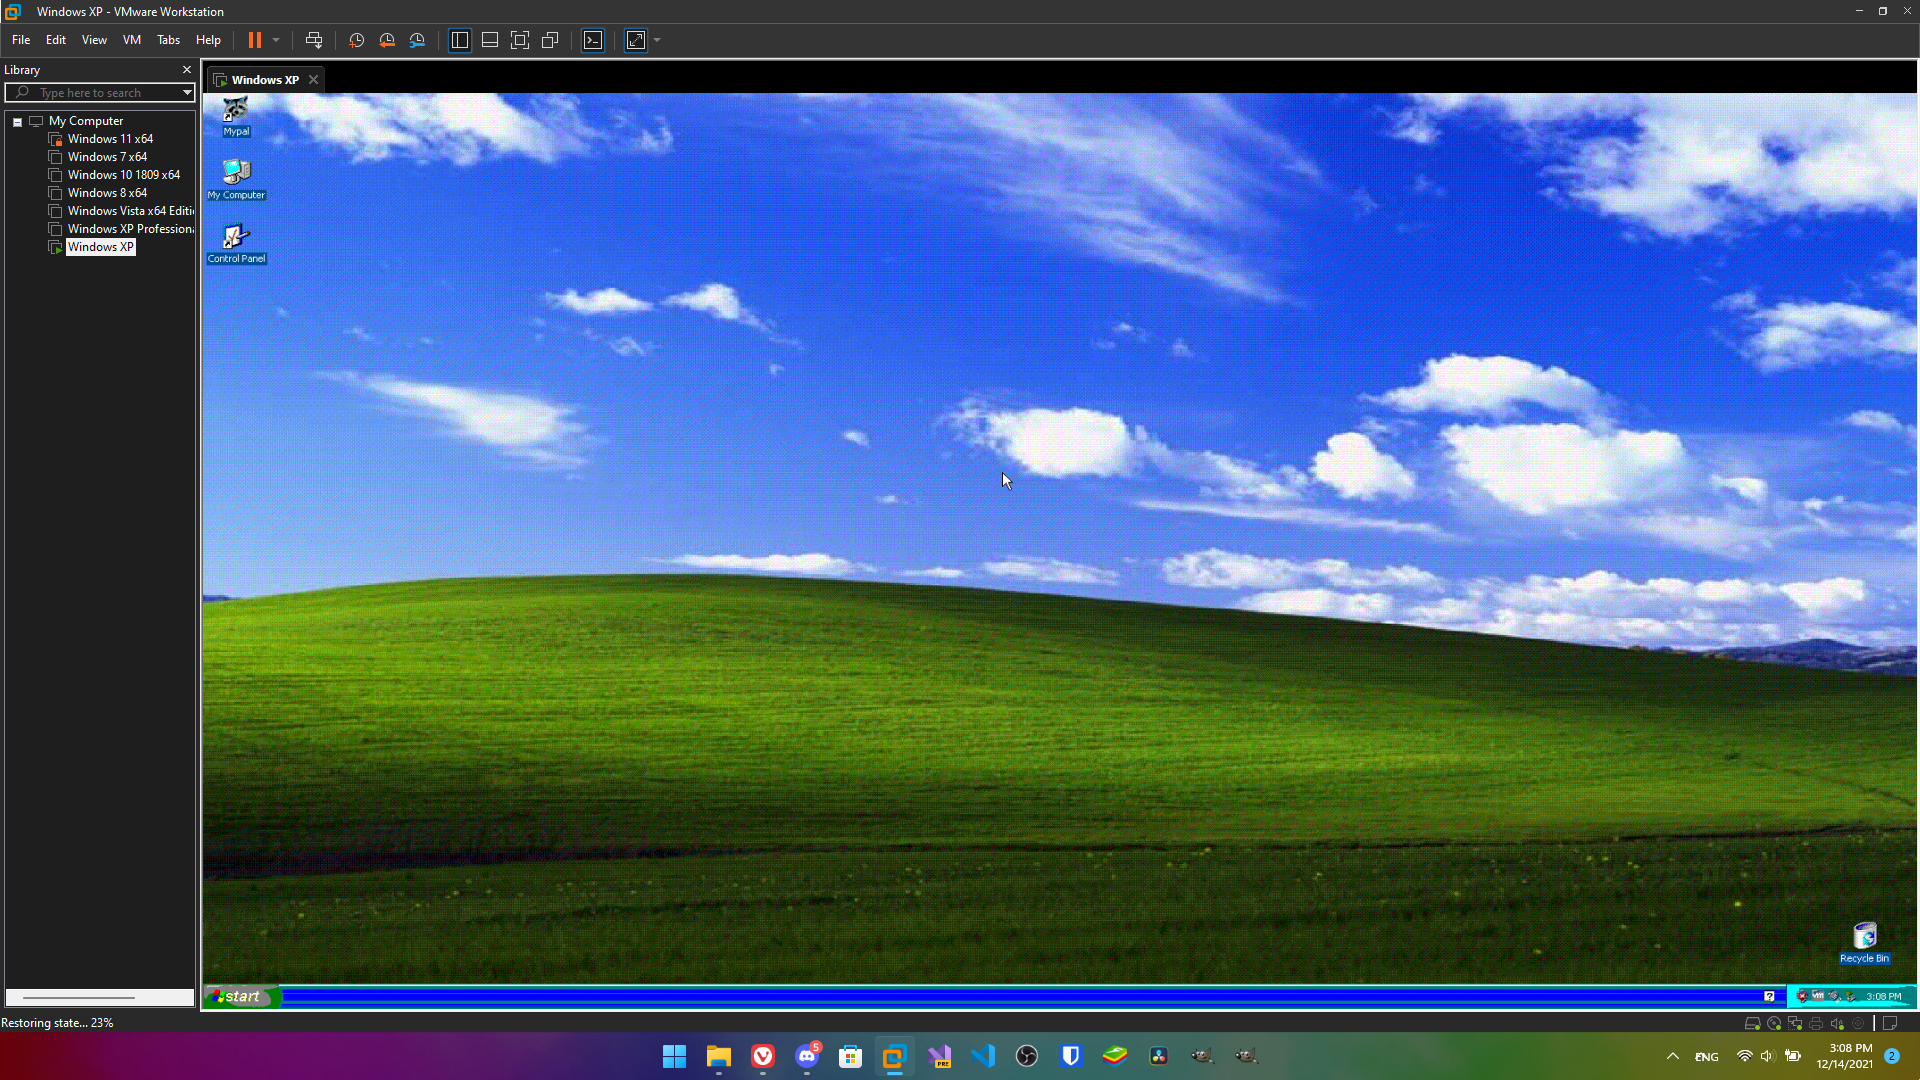 Windows XP - VMware Workstation
File Edit View VM Tabs Help
Library
Type here to search
My Computer
Windows 11 x64
Windows 7 x64
Windows 10 1809 x64
Windows 8 x64
Windows Vista x64 Editi
Windows XP Professiona
Windows XP
Windows XP
Mypal
My Computer
Control Panel
Recycle Bin
start
?
3:08 PM
Restoring state... 23%
5
PRE
ENG
3:08 PM
12/14/2021
2